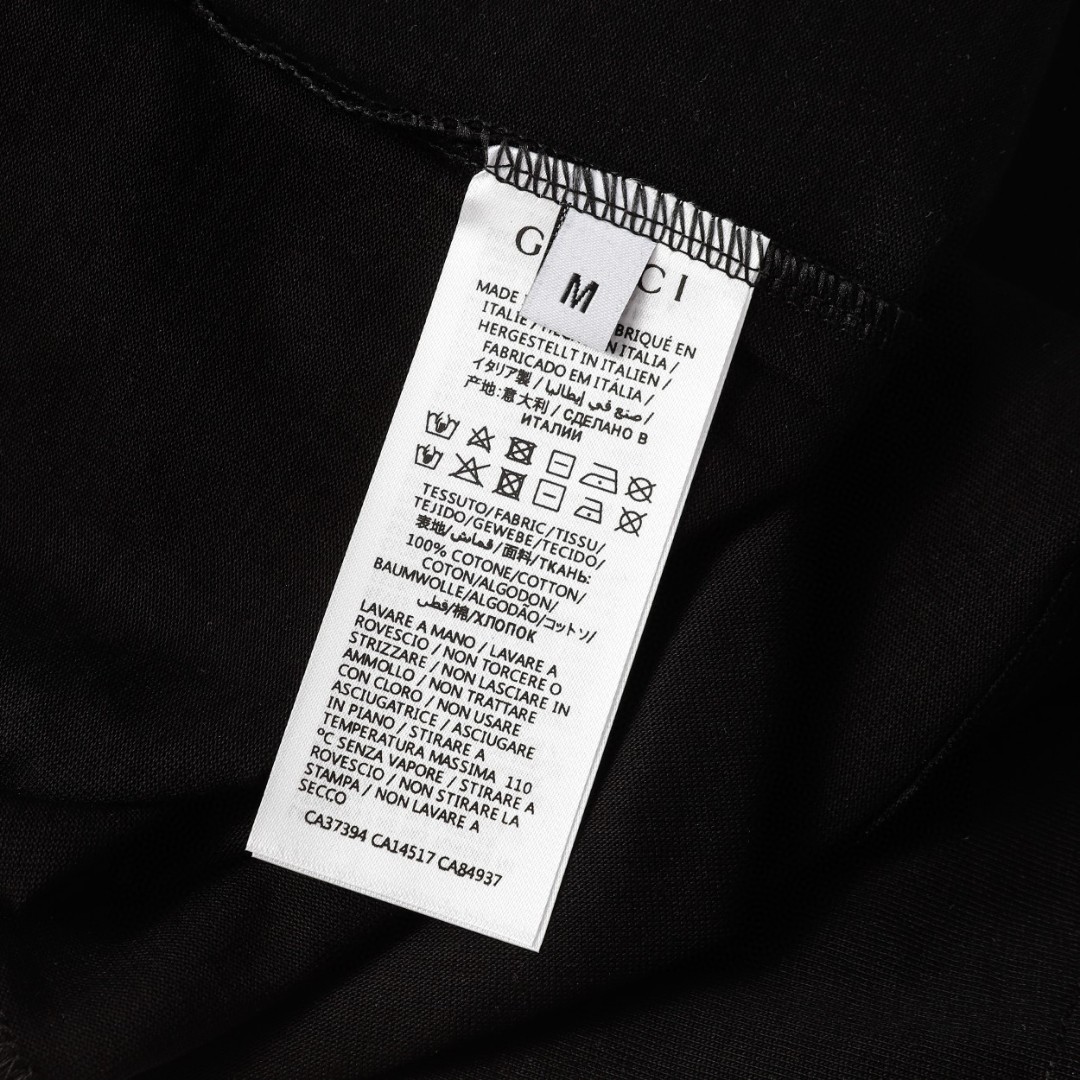 G CI
M
MADE BRIQUÉ EN
ITALIE / IN ITALIA /
HERGESTELLT IN ITALIEN /
FABRICADO EM ITÁLIA /
イタリア製 / صنع في إيطاليا /
产地:意大利 / СДЕЛАНО В
ИТАЛИИ
TESSUTO/FABRIC/TISSU/
TEJIDO/GEWEBE/TECIDO/
表地/قماش/面料/ТКАНЬ:
100% COTONE/COTTON/
COTON/ALGODON/
BAUMWOLLE/ALGODÃO/コットン/
قطن/棉/ХЛОПОК
LAVARE A MANO / LAVARE A
ROVESCIO / NON TORCERE O
STRIZZARE / NON LASCIARE IN
AMMOLLO / NON TRATTARE
CON CLORO / NON USARE
ASCIUGATRICE / ASCIUGARE
IN PIANO / STIRARE A
TEMPERATURA MASSIMA 110
°C SENZA VAPORE / STIRARE A
ROVESCIO / NON STIRARE LA
STAMPA / NON LAVARE A
SECCO
CA37394 CA14517 CA84937